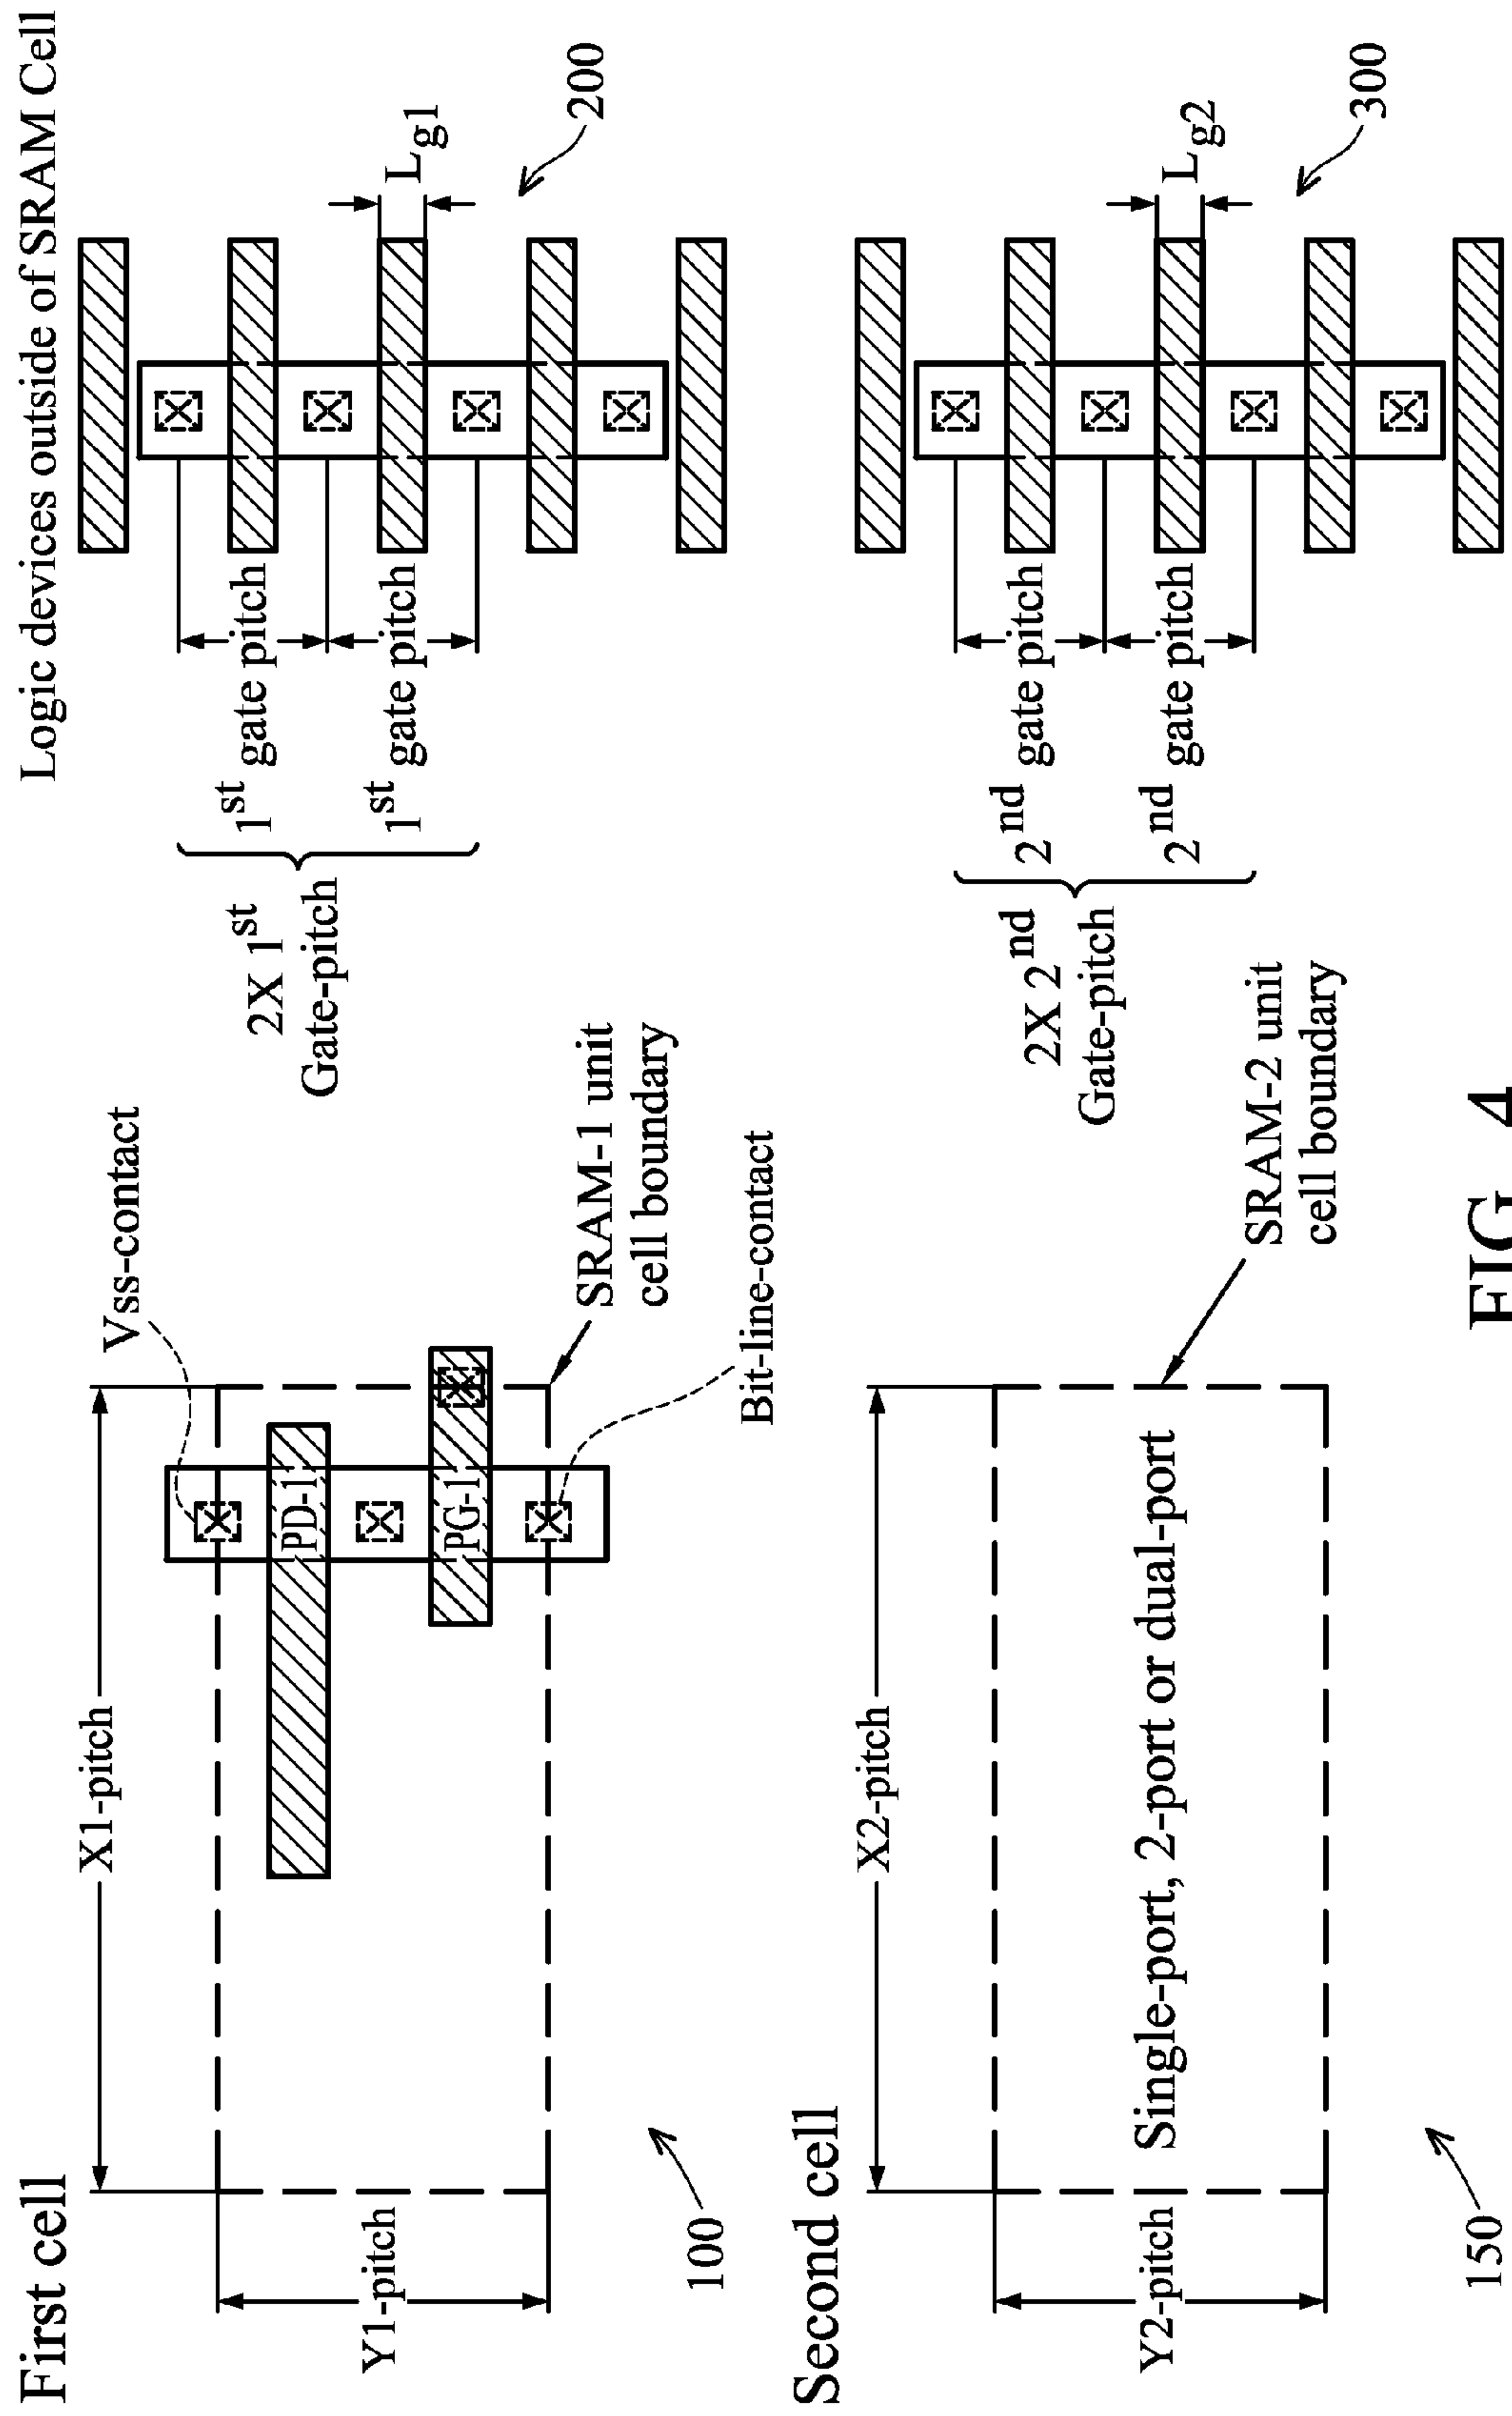 First cell
Logic devices outside of SRAM Cell
X1-pitch
Vss-contact
Y1-pitch
PD-1
PG-1
2X 1st
Gate-pitch
1st gate pitch
1st gate pitch
Lg1
200
SRAM-1 unit
cell boundary
100
Bit-line-contact
Second cell
X2-pitch
Y2-pitch
Single-port, 2-port or dual-port
2X 2nd
Gate-pitch
2nd gate pitch
2nd gate pitch
Lg2
300
SRAM-2 unit
cell boundary
150
FIG. 4